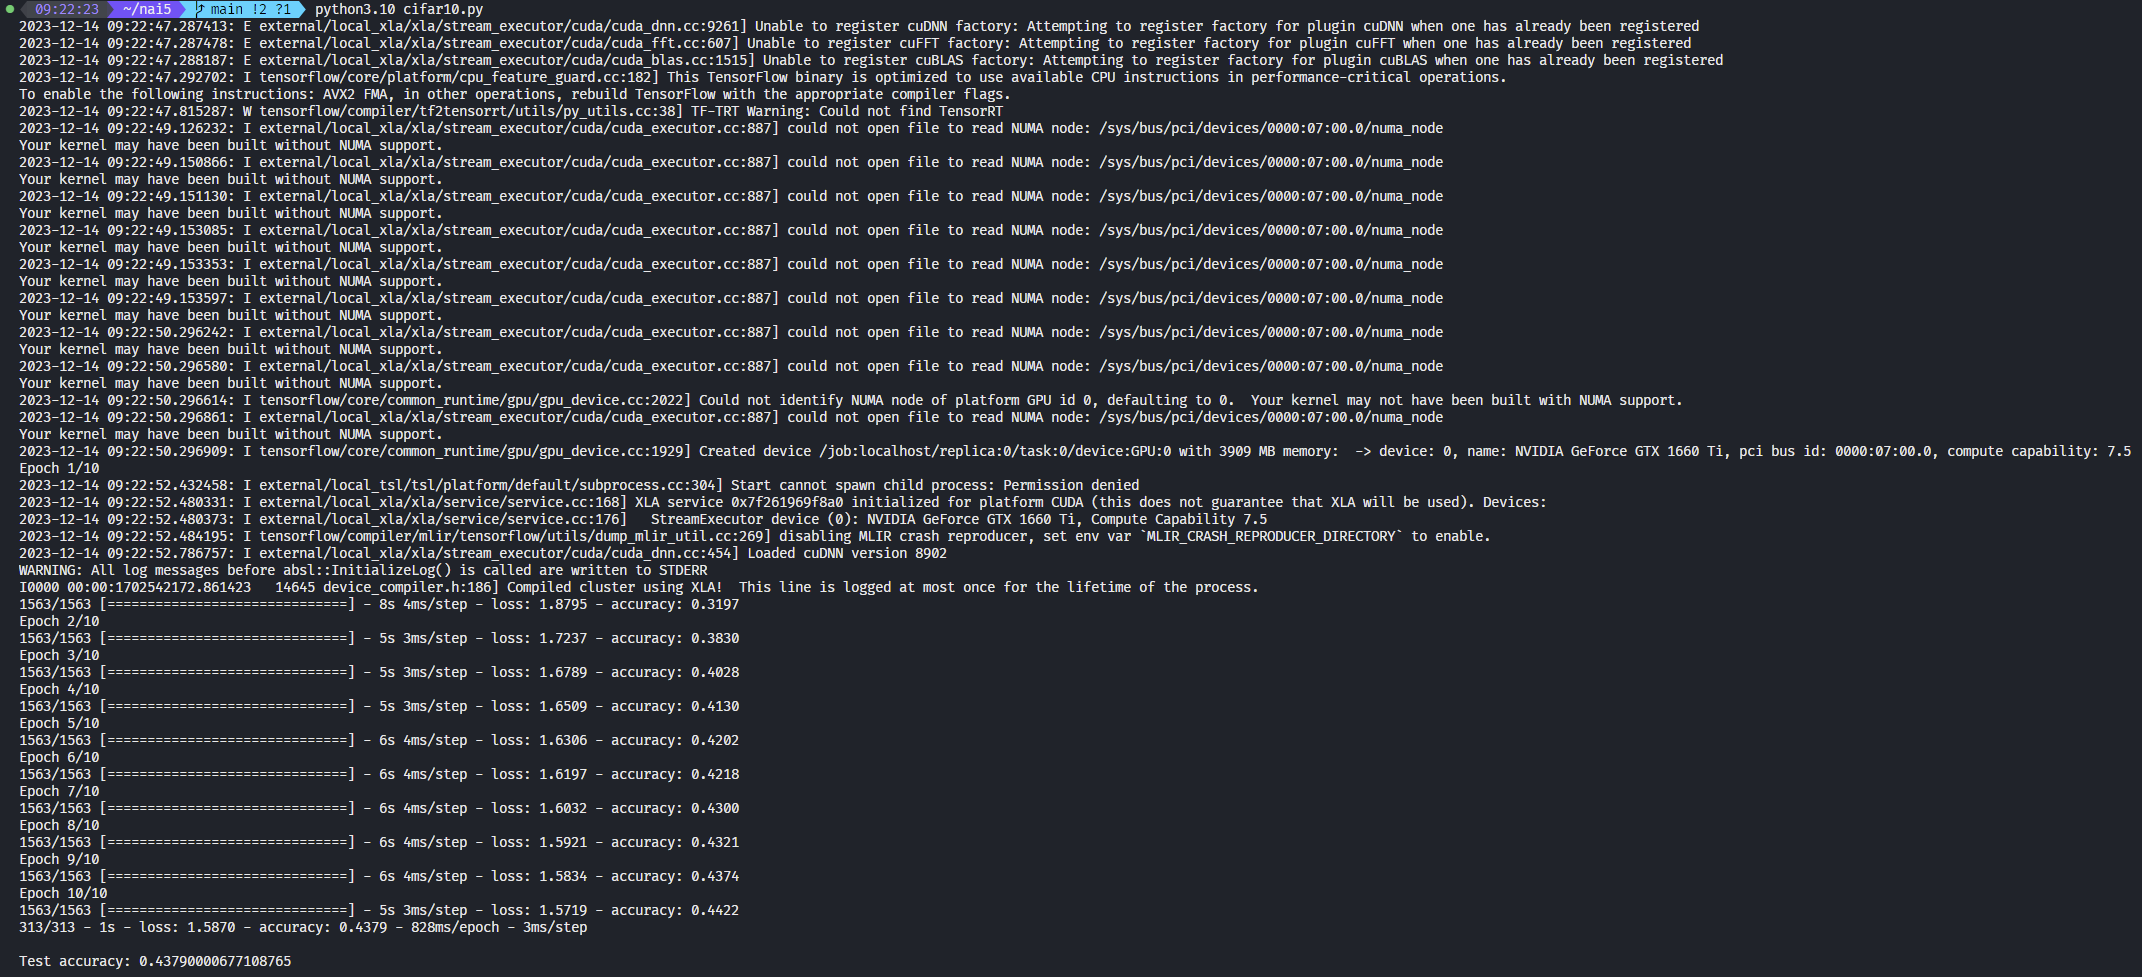 09:22:23 ~/nai5 main !2 ?1 python3.10 cifar10.py
2023-12-14 09:22:47.287413: E external/local_xla/xla/stream_executor/cuda/cuda_dnn.cc:9261] Unable to register cuDNN factory: Attempting to register factory for plugin cuDNN when one has already been registered
2023-12-14 09:22:47.287478: E external/local_xla/xla/stream_executor/cuda/cuda_fft.cc:607] Unable to register cuFFT factory: Attempting to register factory for plugin cuFFT when one has already been registered
2023-12-14 09:22:47.288187: E external/local_xla/xla/stream_executor/cuda/cuda_blas.cc:1515] Unable to register cuBLAS factory: Attempting to register factory for plugin cuBLAS when one has already been registered
2023-12-14 09:22:47.292702: I tensorflow/core/platform/cpu_feature_guard.cc:182] This TensorFlow binary is optimized to use available CPU instructions in performance-critical operations.
To enable the following instructions: AVX2 FMA, in other operations, rebuild TensorFlow with the appropriate compiler flags.
2023-12-14 09:22:47.815287: W tensorflow/compiler/tf2tensorrt/utils/py_utils.cc:38] TF-TRT Warning: Could not find TensorRT
2023-12-14 09:22:49.126232: I external/local_xla/xla/stream_executor/cuda/cuda_executor.cc:887] could not open file to read NUMA node: /sys/bus/pci/devices/0000:07:00.0/numa_node
Your kernel may have been built without NUMA support.
2023-12-14 09:22:49.150866: I external/local_xla/xla/stream_executor/cuda/cuda_executor.cc:887] could not open file to read NUMA node: /sys/bus/pci/devices/0000:07:00.0/numa_node
Your kernel may have been built without NUMA support.
2023-12-14 09:22:49.151130: I external/local_xla/xla/stream_executor/cuda/cuda_executor.cc:887] could not open file to read NUMA node: /sys/bus/pci/devices/0000:07:00.0/numa_node
Your kernel may have been built without NUMA support.
2023-12-14 09:22:49.153085: I external/local_xla/xla/stream_executor/cuda/cuda_executor.cc:887] could not open file to read NUMA node: /sys/bus/pci/devices/0000:07:00.0/numa_node
Your kernel may have been built without NUMA support.
2023-12-14 09:22:49.153353: I external/local_xla/xla/stream_executor/cuda/cuda_executor.cc:887] could not open file to read NUMA node: /sys/bus/pci/devices/0000:07:00.0/numa_node
Your kernel may have been built without NUMA support.
2023-12-14 09:22:49.153597: I external/local_xla/xla/stream_executor/cuda/cuda_executor.cc:887] could not open file to read NUMA node: /sys/bus/pci/devices/0000:07:00.0/numa_node
Your kernel may have been built without NUMA support.
2023-12-14 09:22:50.296242: I external/local_xla/xla/stream_executor/cuda/cuda_executor.cc:887] could not open file to read NUMA node: /sys/bus/pci/devices/0000:07:00.0/numa_node
Your kernel may have been built without NUMA support.
2023-12-14 09:22:50.296580: I external/local_xla/xla/stream_executor/cuda/cuda_executor.cc:887] could not open file to read NUMA node: /sys/bus/pci/devices/0000:07:00.0/numa_node
Your kernel may have been built without NUMA support.
2023-12-14 09:22:50.296614: I tensorflow/core/common_runtime/gpu/gpu_device.cc:2022] Could not identify NUMA node of platform GPU id 0, defaulting to 0.  Your kernel may not have been built with NUMA support.
2023-12-14 09:22:50.296861: I external/local_xla/xla/stream_executor/cuda/cuda_executor.cc:887] could not open file to read NUMA node: /sys/bus/pci/devices/0000:07:00.0/numa_node
Your kernel may have been built without NUMA support.
2023-12-14 09:22:50.296909: I tensorflow/core/common_runtime/gpu/gpu_device.cc:1929] Created device /job:localhost/replica:0/task:0/device:GPU:0 with 3909 MB memory:  -> device: 0, name: NVIDIA GeForce GTX 1660 Ti, pci bus id: 0000:07:00.0, compute capability: 7.5
Epoch 1/10
2023-12-14 09:22:52.432458: I external/local_tsl/tsl/platform/default/subprocess.cc:304] Start cannot spawn child process: Permission denied
2023-12-14 09:22:52.480331: I external/local_xla/xla/service/service.cc:168] XLA service 0x7f261969f8a0 initialized for platform CUDA (this does not guarantee that XLA will be used). Devices:
2023-12-14 09:22:52.480373: I external/local_xla/xla/service/service.cc:176]   StreamExecutor device (0): NVIDIA GeForce GTX 1660 Ti, Compute Capability 7.5
2023-12-14 09:22:52.484195: I tensorflow/compiler/mlir/tensorflow/utils/dump_mlir_util.cc:269] disabling MLIR crash reproducer, set env var `MLIR_CRASH_REPRODUCER_DIRECTORY` to enable.
2023-12-14 09:22:52.786757: I external/local_xla/xla/stream_executor/cuda/cuda_dnn.cc:454] Loaded cuDNN version 8902
WARNING: All log messages before absl::InitializeLog() is called are written to STDERR
I0000 00:00:1702542172.861423   14645 device_compiler.h:186] Compiled cluster using XLA!  This line is logged at most once for the lifetime of the process.
1563/1563 [==============================] - 8s 4ms/step - loss: 1.8795 - accuracy: 0.3197
Epoch 2/10
1563/1563 [==============================] - 5s 3ms/step - loss: 1.7237 - accuracy: 0.3830
Epoch 3/10
1563/1563 [==============================] - 5s 3ms/step - loss: 1.6789 - accuracy: 0.4028
Epoch 4/10
1563/1563 [==============================] - 5s 3ms/step - loss: 1.6509 - accuracy: 0.4130
Epoch 5/10
1563/1563 [==============================] - 6s 4ms/step - loss: 1.6306 - accuracy: 0.4202
Epoch 6/10
1563/1563 [==============================] - 6s 4ms/step - loss: 1.6197 - accuracy: 0.4218
Epoch 7/10
1563/1563 [==============================] - 6s 4ms/step - loss: 1.6032 - accuracy: 0.4300
Epoch 8/10
1563/1563 [==============================] - 6s 4ms/step - loss: 1.5921 - accuracy: 0.4321
Epoch 9/10
1563/1563 [==============================] - 6s 4ms/step - loss: 1.5834 - accuracy: 0.4374
Epoch 10/10
1563/1563 [==============================] - 5s 3ms/step - loss: 1.5719 - accuracy: 0.4422
313/313 - 1s - loss: 1.5870 - accuracy: 0.4379 - 828ms/epoch - 3ms/step
Test accuracy: 0.43790000677108765